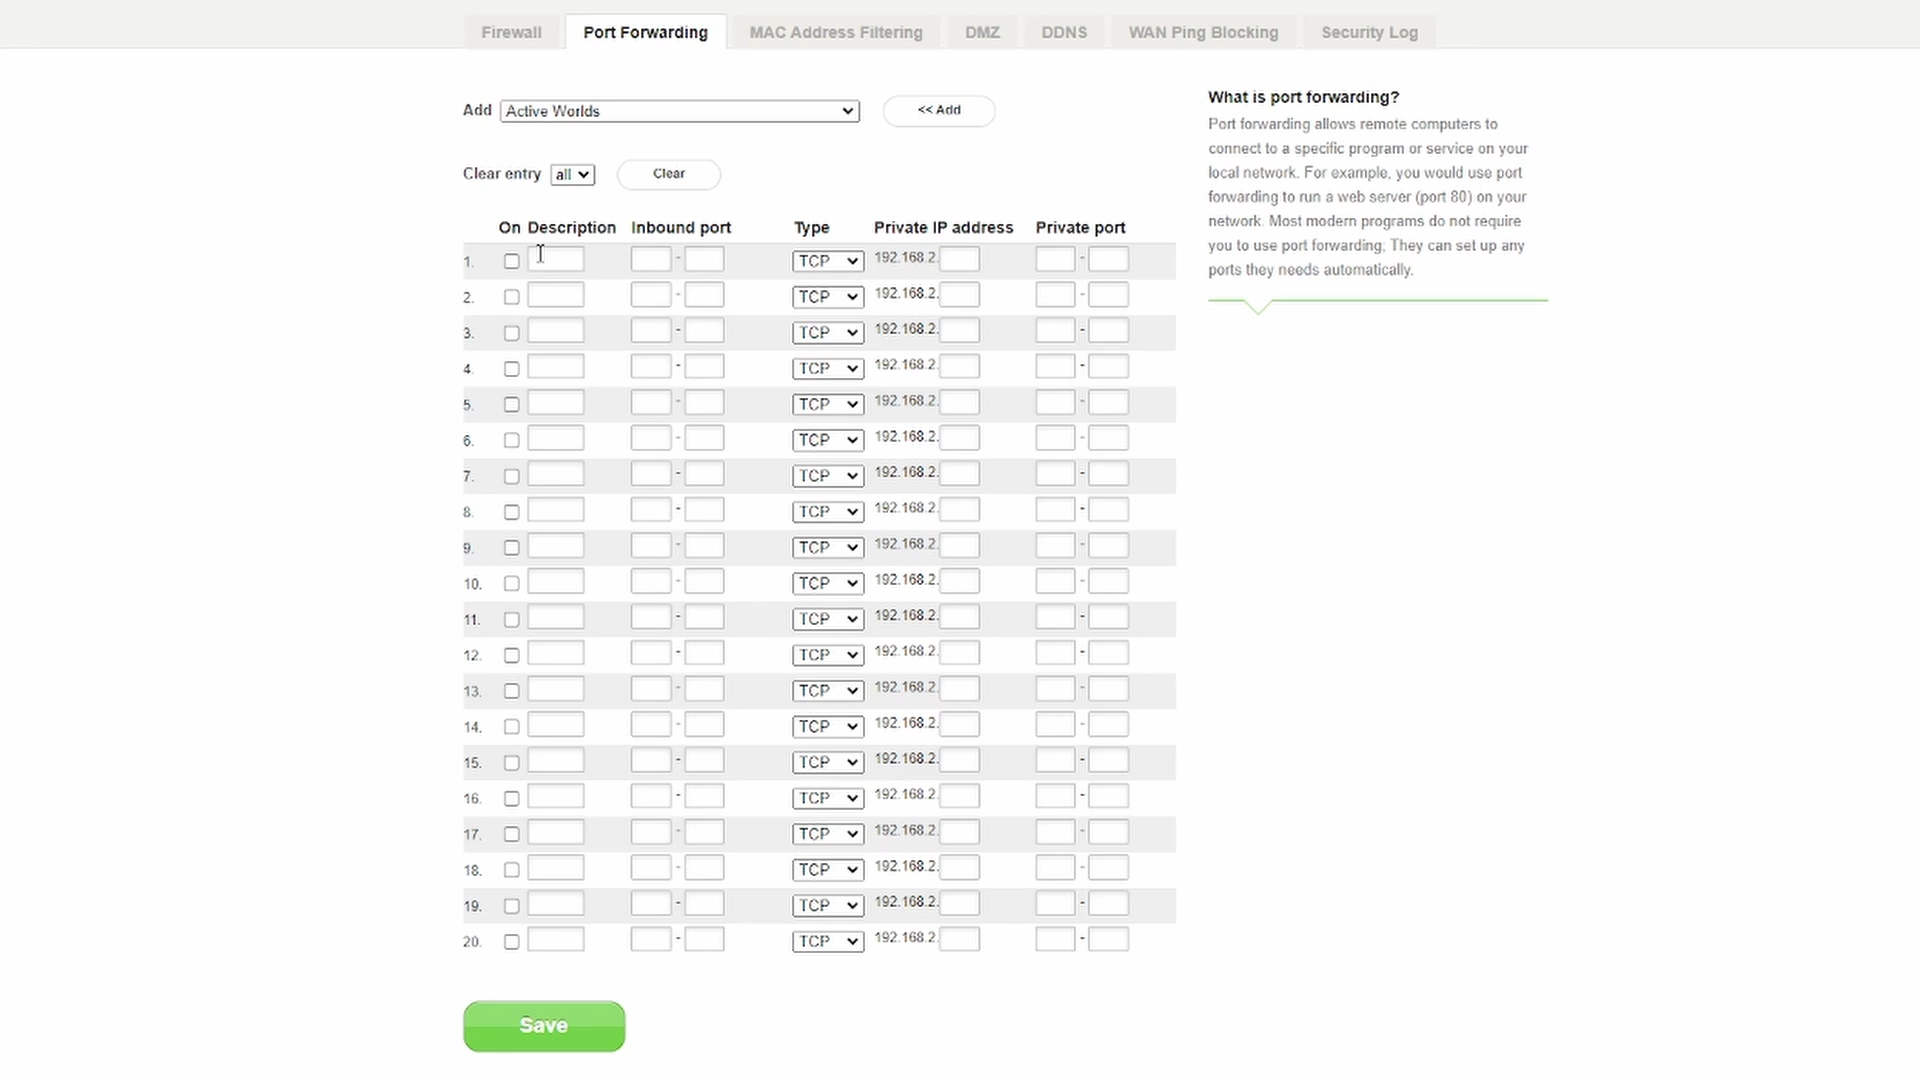 Firewall Port Forwarding MAC Address Filtering DMZ DDNS WAN Ping Blocking Security Log
Add Active Worlds << Add
Clear entry all Clear
On Description Inbound port Type Private IP address Private port
1. - TCP 192.168.2. -
2. - TCP 192.168.2. -
3. - TCP 192.168.2. -
4. - TCP 192.168.2. -
5. - TCP 192.168.2. -
6. - TCP 192.168.2. -
7. - TCP 192.168.2. -
8. - TCP 192.168.2. -
9. - TCP 192.168.2. -
10. - TCP 192.168.2. -
11. - TCP 192.168.2. -
12. - TCP 192.168.2. -
13. - TCP 192.168.2. -
14. - TCP 192.168.2. -
15. - TCP 192.168.2. -
16. - TCP 192.168.2. -
17. - TCP 192.168.2. -
18. - TCP 192.168.2. -
19. - TCP 192.168.2. -
20. - TCP 192.168.2. -
Save
What is port forwarding?
Port forwarding allows remote computers to
connect to a specific program or service on your
local network. For example, you would use port
forwarding to run a web server (port 80) on your
network. Most modern programs do not require
you to use port forwarding; They can set up any
ports they needs automatically.